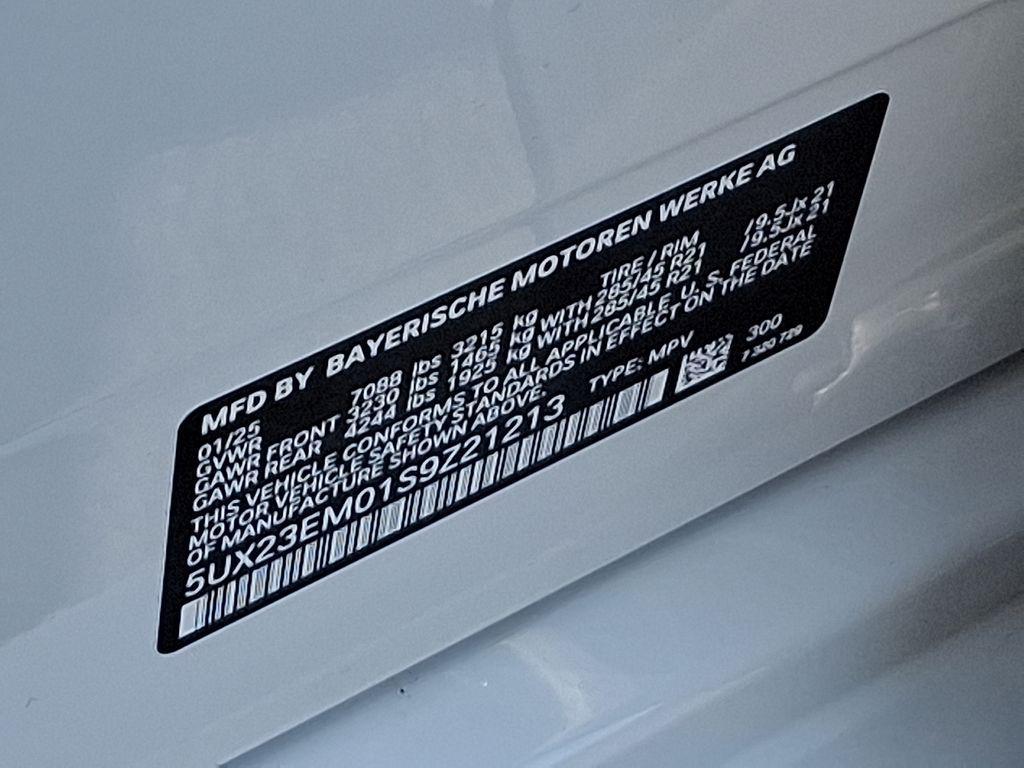 MFD BY BAYERISCHE MOTOREN WERKE AG
01/25 TIRE / RIM
GVWR 7088 lbs 3215 kg
GAWR FRONT 3230 lbs 1465 kg WITH 285/45 R21 /9.5Jx21
GAWR REAR 4244 lbs 1925 kg WITH 285/45 R21 /9.5Jx21
THIS VEHICLE CONFORMS TO ALL APPLICABLE U. S. FEDERAL
MOTOR VEHICLE SAFETY STANDARDS IN EFFECT ON THE DATE
OF MANUFACTURE SHOWN ABOVE.
5UX23EM01S9Z21213 TYPE: MPV
300
7 320 729